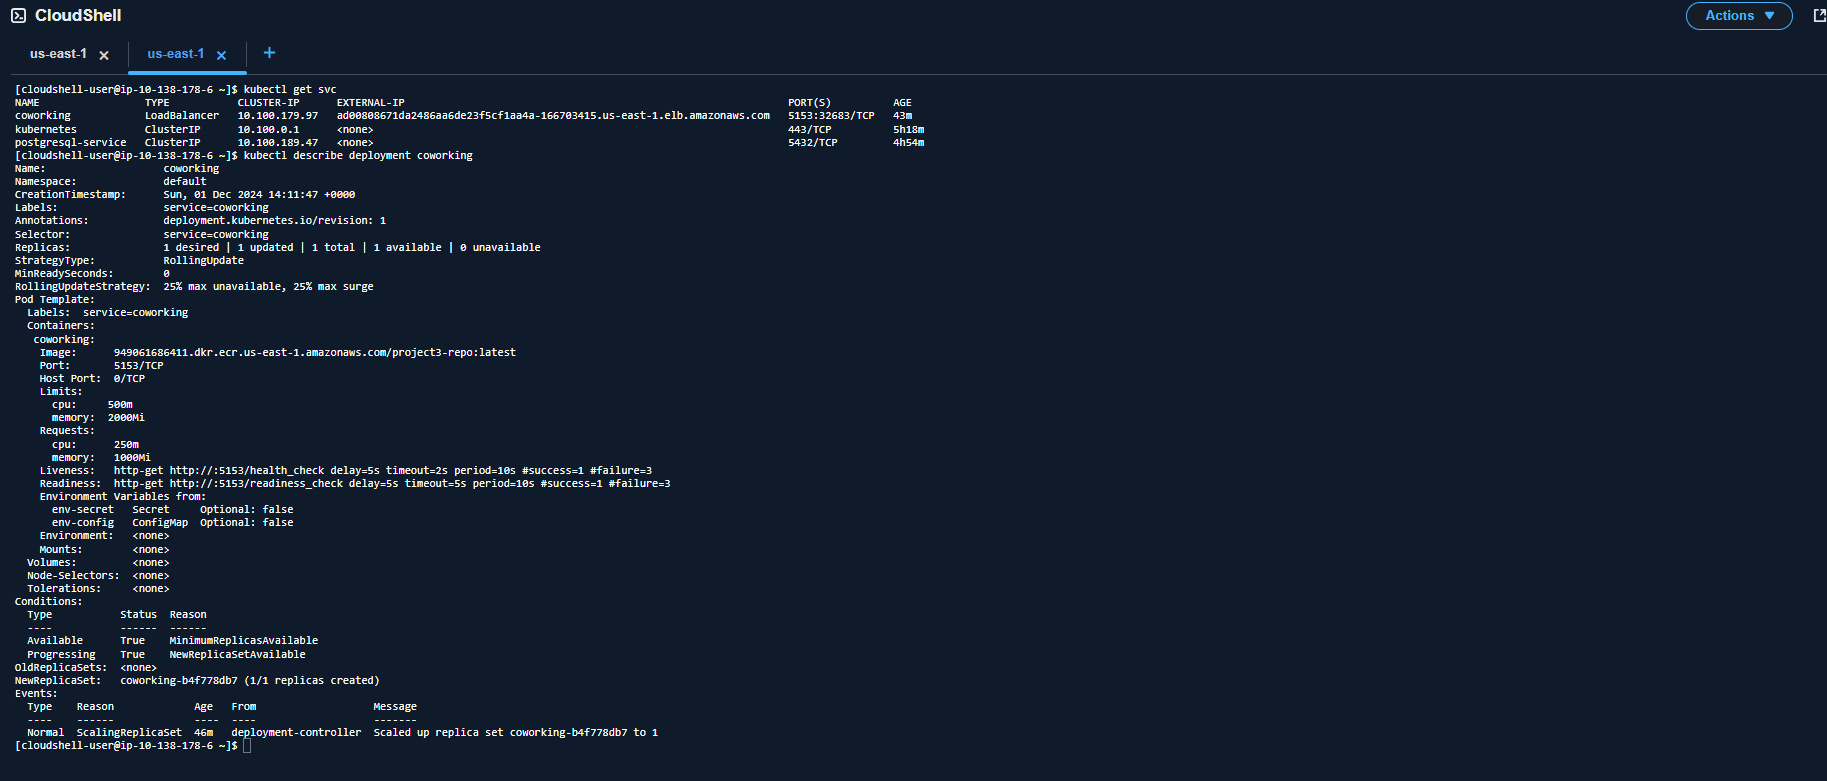 CloudShell
Actions ▼
us-east-1 × us-east-1 × +
[cloudshell-user@ip-10-138-178-6 ~]$ kubectl get svc
NAME TYPE CLUSTER-IP EXTERNAL-IP PORT(S) AGE
coworking LoadBalancer 10.100.179.97 ad00808671da2486aa6de23f5cf1aa4a-166703415.us-east-1.elb.amazonaws.com 5153:32683/TCP 43m
kubernetes ClusterIP 10.100.0.1 <none> 443/TCP 5h18m
postgresql-service ClusterIP 10.100.189.47 <none> 5432/TCP 4h54m
[cloudshell-user@ip-10-138-178-6 ~]$ kubectl describe deployment coworking
Name: coworking
Namespace: default
CreationTimestamp: Sun, 01 Dec 2024 14:11:47 +0000
Labels: service=coworking
Annotations: deployment.kubernetes.io/revision: 1
Selector: service=coworking
Replicas: 1 desired | 1 updated | 1 total | 1 available | 0 unavailable
StrategyType: RollingUpdate
MinReadySeconds: 0
RollingUpdateStrategy: 25% max unavailable, 25% max surge
Pod Template:
Labels: service=coworking
Containers:
coworking:
Image: 949061686411.dkr.ecr.us-east-1.amazonaws.com/project3-repo:latest
Port: 5153/TCP
Host Port: 0/TCP
Limits:
cpu: 500m
memory: 2000Mi
Requests:
cpu: 250m
memory: 1000Mi
Liveness: http-get http://:5153/health_check delay=5s timeout=2s period=10s #success=1 #failure=3
Readiness: http-get http://:5153/readiness_check delay=5s timeout=5s period=10s #success=1 #failure=3
Environment Variables from:
env-secret Secret Optional: false
env-config ConfigMap Optional: false
Environment: <none>
Mounts: <none>
Volumes: <none>
Node-Selectors: <none>
Tolerations: <none>
Conditions:
Type Status Reason
---- ------ ------
Available True MinimumReplicasAvailable
Progressing True NewReplicaSetAvailable
OldReplicaSets: <none>
NewReplicaSet: coworking-b4f778db7 (1/1 replicas created)
Events:
Type Reason Age From Message
---- ------ ---- ---- -------
Normal ScalingReplicaSet 46m deployment-controller Scaled up replica set coworking-b4f778db7 to 1
[cloudshell-user@ip-10-138-178-6 ~]$